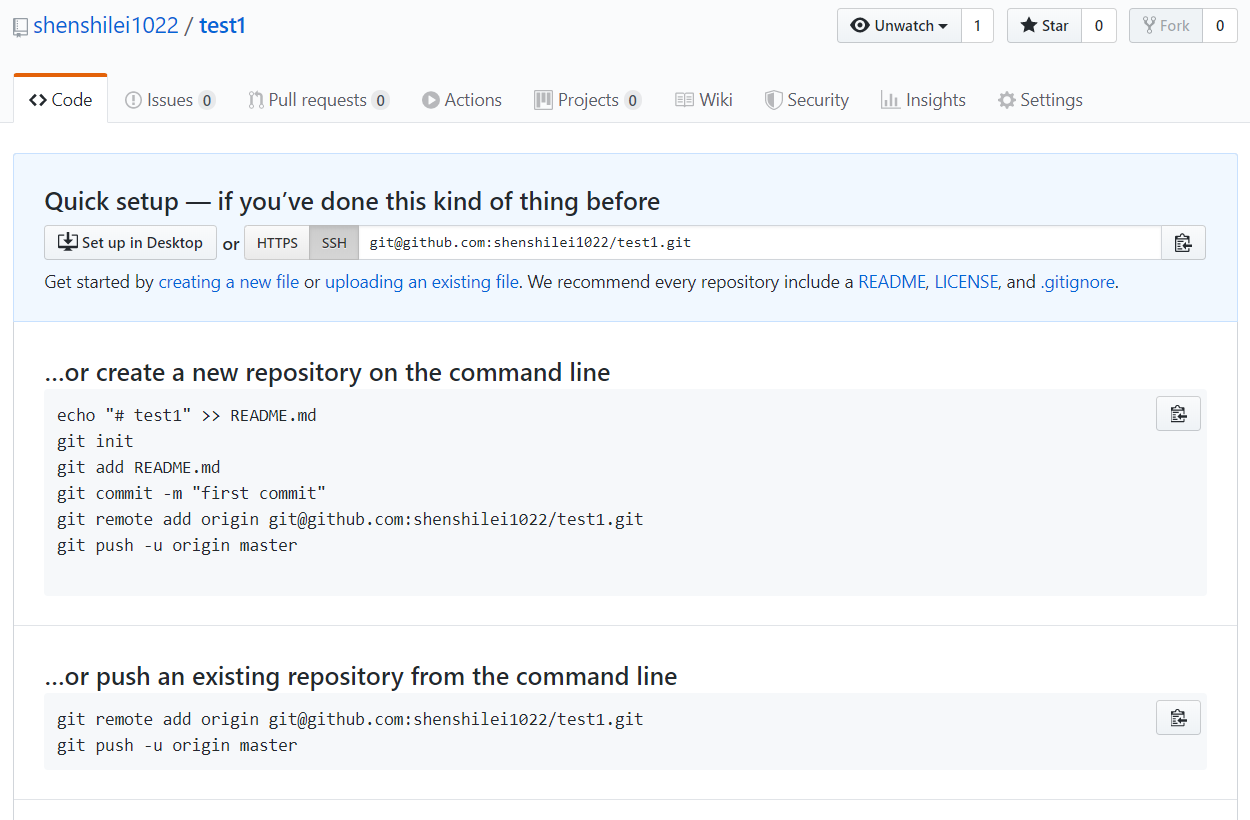 shenshilei1022 / test1
Unwatch 1 Star 0 Fork 0
Code Issues 0 Pull requests 0 Actions Projects 0 Wiki Security Insights Settings
Quick setup — if you’ve done this kind of thing before
Set up in Desktop or HTTPS SSH git@github.com:shenshilei1022/test1.git
Get started by creating a new file or uploading an existing file. We recommend every repository include a README, LICENSE, and .gitignore.
…or create a new repository on the command line
echo "# test1" >> README.md
git init
git add README.md
git commit -m "first commit"
git remote add origin git@github.com:shenshilei1022/test1.git
git push -u origin master
…or push an existing repository from the command line
git remote add origin git@github.com:shenshilei1022/test1.git
git push -u origin master